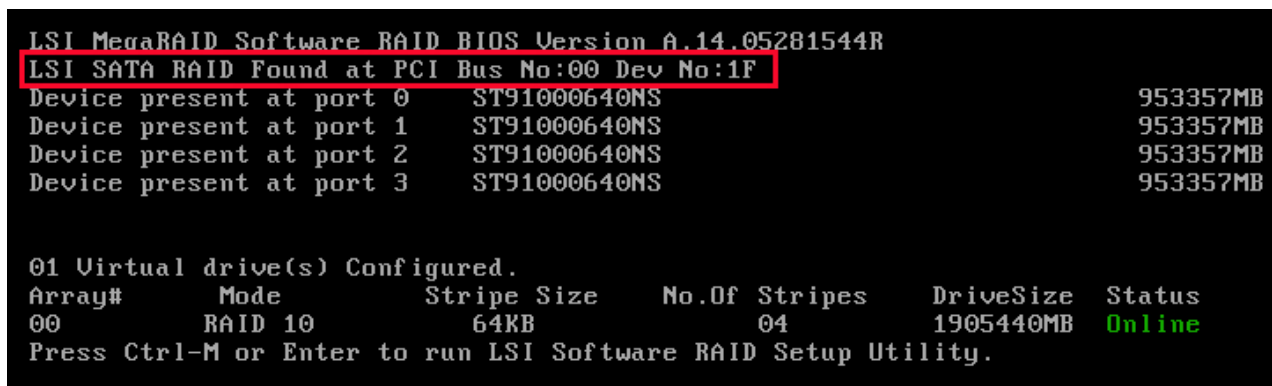 LSI MegaRAID Software RAID BIOS Version A.14.05281544R
LSI SATA RAID Found at PCI Bus No:00 Dev No:1F
Device present at port 0 ST91000640NS 953357MB
Device present at port 1 ST91000640NS 953357MB
Device present at port 2 ST91000640NS 953357MB
Device present at port 3 ST91000640NS 953357MB
01 Virtual drive(s) Configured.
Array# Mode Stripe Size No.Of Stripes DriveSize Status
00 RAID 10 64KB 04 1905440MB Online
Press Ctrl-M or Enter to run LSI Software RAID Setup Utility.